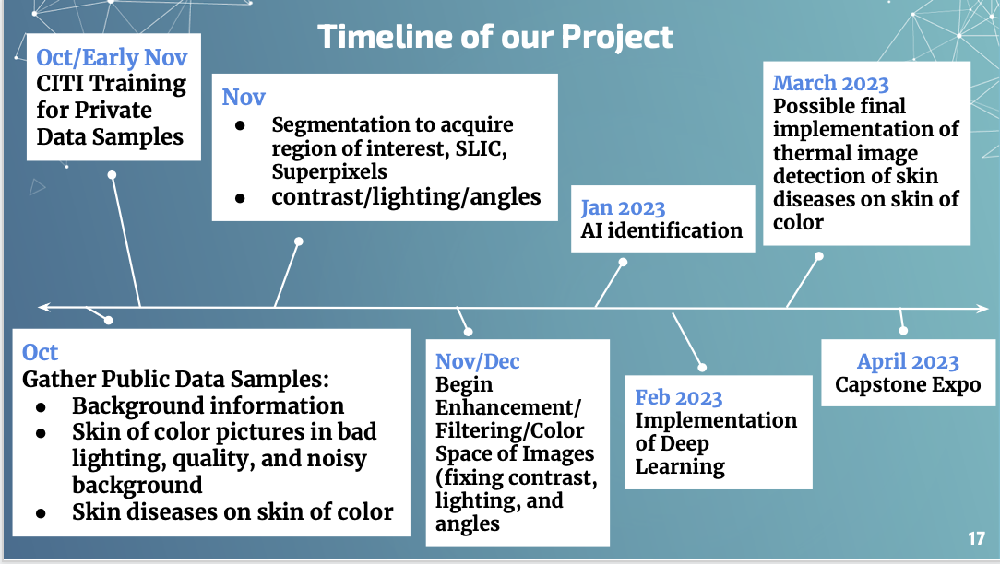 Timeline of our Project
Oct/Early Nov
CITI Training
for Private
Data Samples
Nov
● Segmentation to acquire
region of interest, SLIC,
Superpixels
● contrast/lighting/angles
Jan 2023
AI identification
March 2023
Possible final
implementation of
thermal image
detection of skin
diseases on skin of
color
Oct
Gather Public Data Samples:
● Background information
● Skin of color pictures in bad
lighting, quality, and noisy
background
● Skin diseases on skin of color
Nov/Dec
Begin
Enhancement/
Filtering/Color
Space of Images
(fixing contrast,
lighting, and
angles
Feb 2023
Implementation
of Deep
Learning
April 2023
Capstone Expo
17